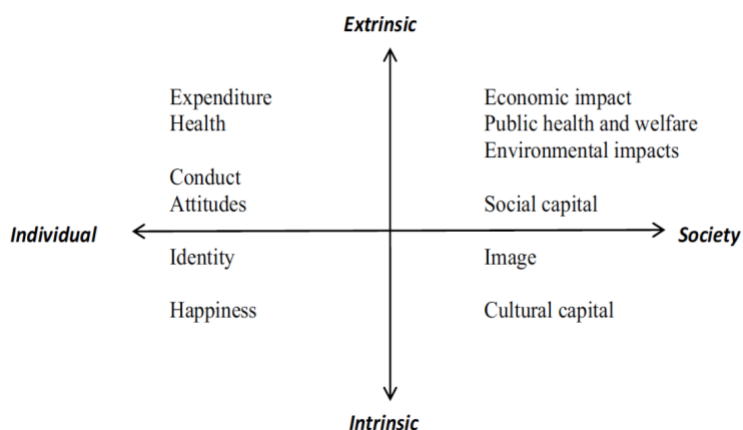 Extrinsic
Expenditure
Health
Conduct
Attitudes
Economic impact
Public health and welfare
Environmental impacts
Social capital
Individual
Society
Identity
Happiness
Image
Cultural capital
Intrinsic